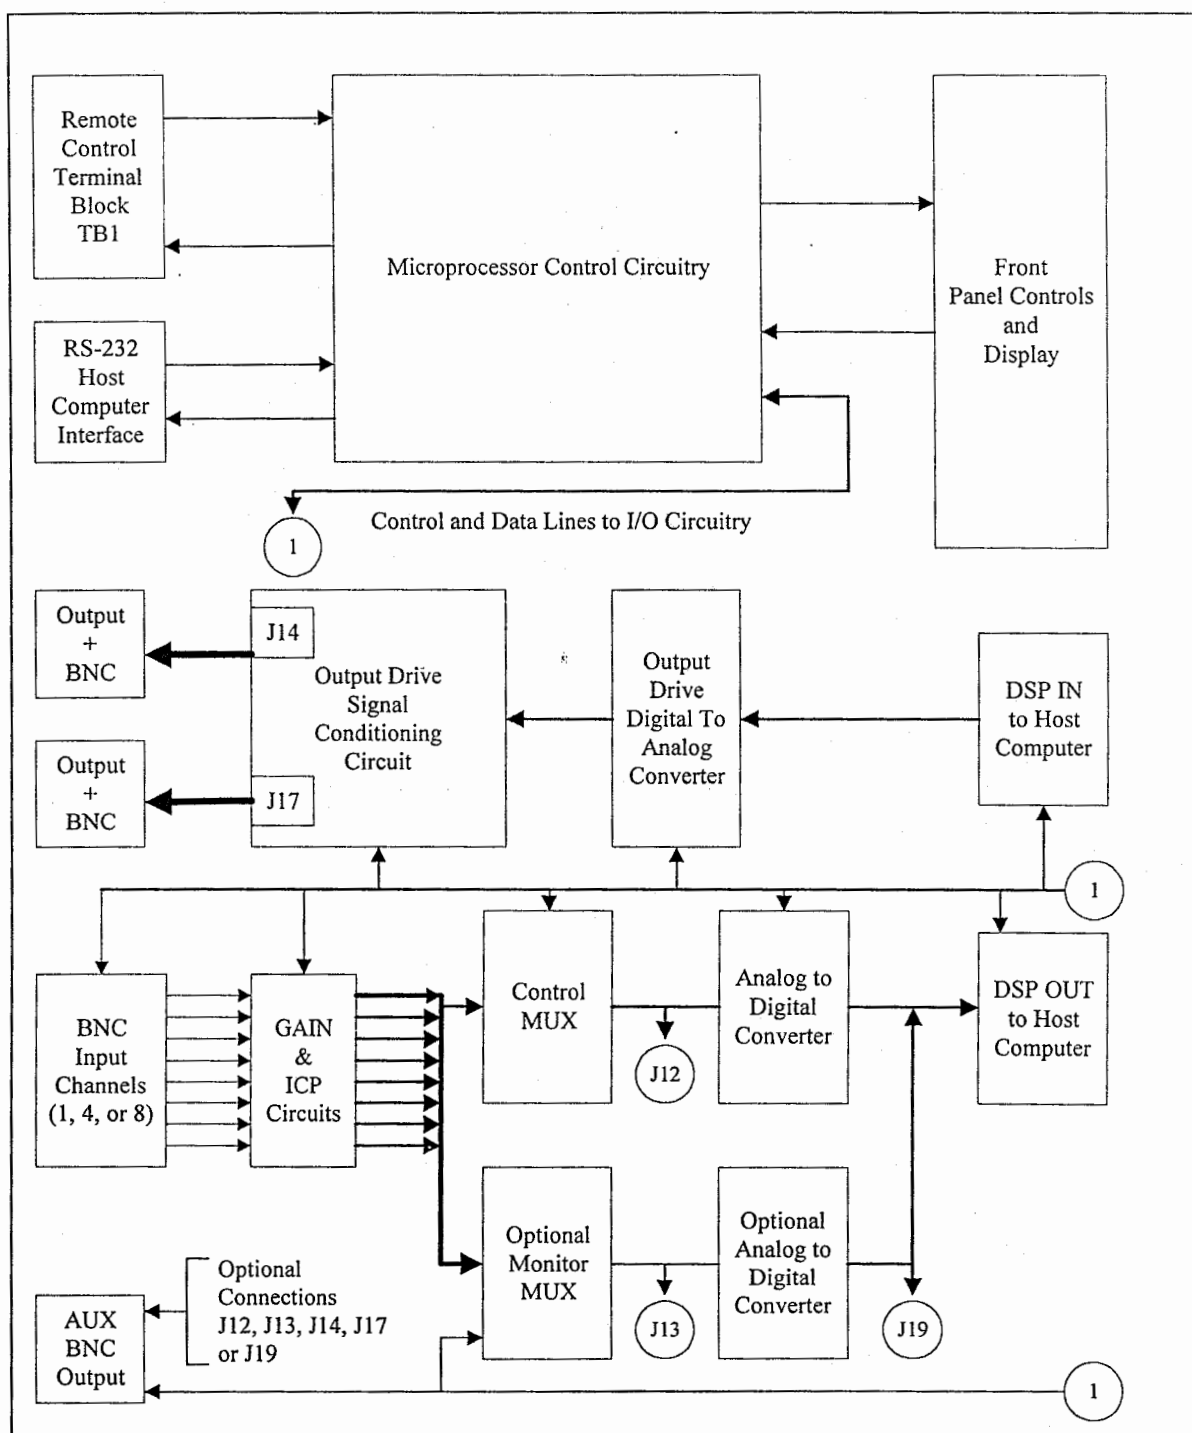 Remote
Control
Terminal
Block
TB1
Microprocessor Control Circuitry
Front
Panel Controls
and
Display
RS-232
Host
Computer
Interface
Control and Data Lines to I/O Circuitry
1
Output
+
BNC
J14
Output Drive
Signal
Conditioning
Circuit
Output
Drive
Digital To
Analog
Converter
DSP IN
to Host
Computer
Output
+
BNC
J17
1
BNC
Input
Channels
(1, 4, or 8)
GAIN
&
ICP
Circuits
Control
MUX
J12
Analog to
Digital
Converter
DSP OUT
to Host
Computer
Optional
Monitor
MUX
J13
Optional
Analog to
Digital
Converter
J19
Optional
Connections
J12, J13, J14, J17
or J19
AUX
BNC
Output
1